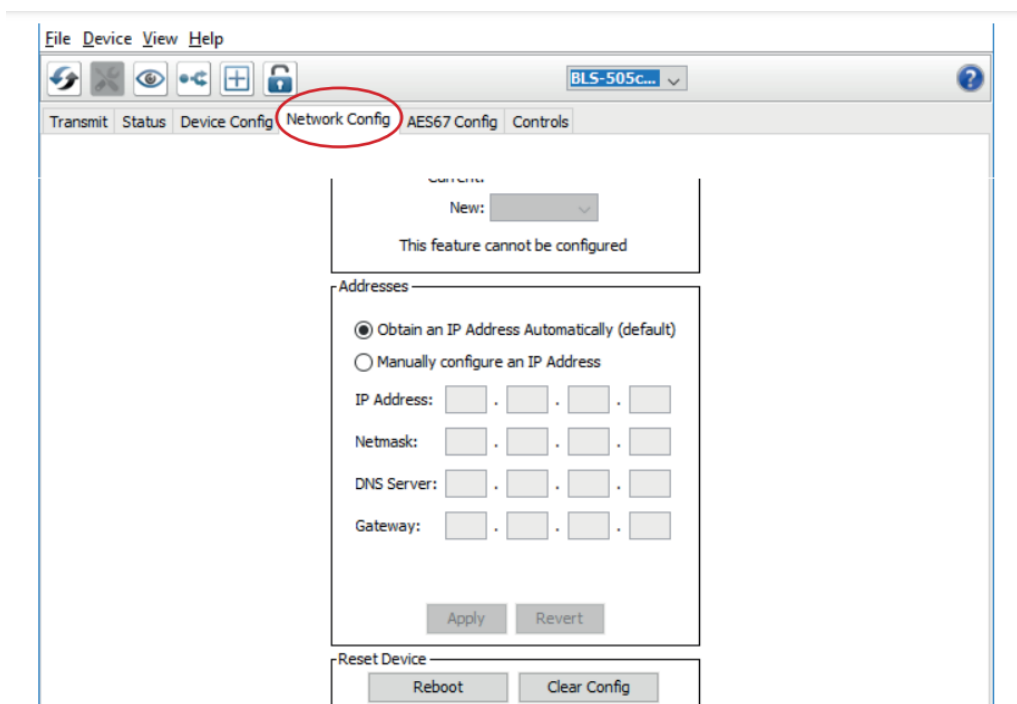 File Device View Help
BLS-505c...
Transmit Status Device Config Network Config AES67 Config Controls
Current:
New:
This feature cannot be configured
Addresses
Obtain an IP Address Automatically (default)
Manually configure an IP Address
IP Address: . . .
Netmask: . . .
DNS Server: . . .
Gateway: . . .
Apply Revert
Reset Device
Reboot Clear Config